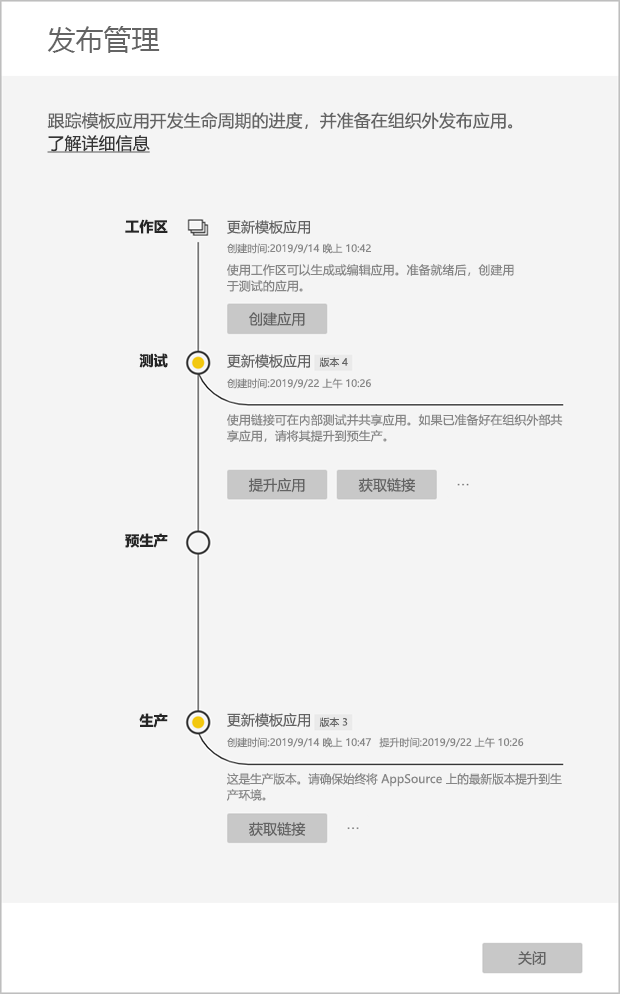 发布管理
跟踪模板应用开发生命周期的进度，并准备在组织外发布应用。
了解详细信息
工作区
更新模板应用
创建时间:2019/9/14 晚上 10:42
使用工作区可以生成或编辑应用。准备就绪后，创建用
于测试的应用。
创建应用
测试
更新模板应用 版本 4
创建时间:2019/9/22 上午 10:26
使用链接可在内部测试并共享应用。如果已准备好在组织外部共
享应用，请将其提升到预生产。
提升应用 获取链接 ...
预生产
生产
更新模板应用 版本 3
创建时间:2019/9/14 晚上 10:47 提升时间:2019/9/22 上午 10:26
这是生产版本。请确保始终将 AppSource 上的最新版本提升到生
产环境。
获取链接 ...
关闭